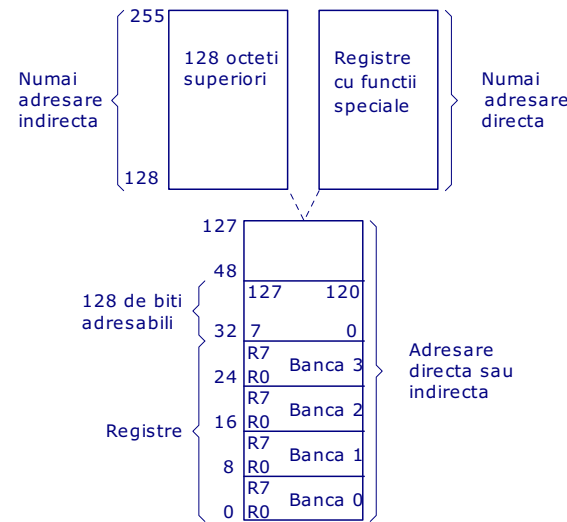 255
128 octeti
superiori
Registre
cu functii
speciale
Numai
adresare
indirecta
Numai
adresare
directa
128
127
48
127 120
128 de biti
adresabili
32
7 0
R7
Banca 3
24
R0
Adresare
directa sau
indirecta
R7
Banca 2
16
R0
Registre
R7
Banca 1
8
R0
R7
Banca 0
0
R0